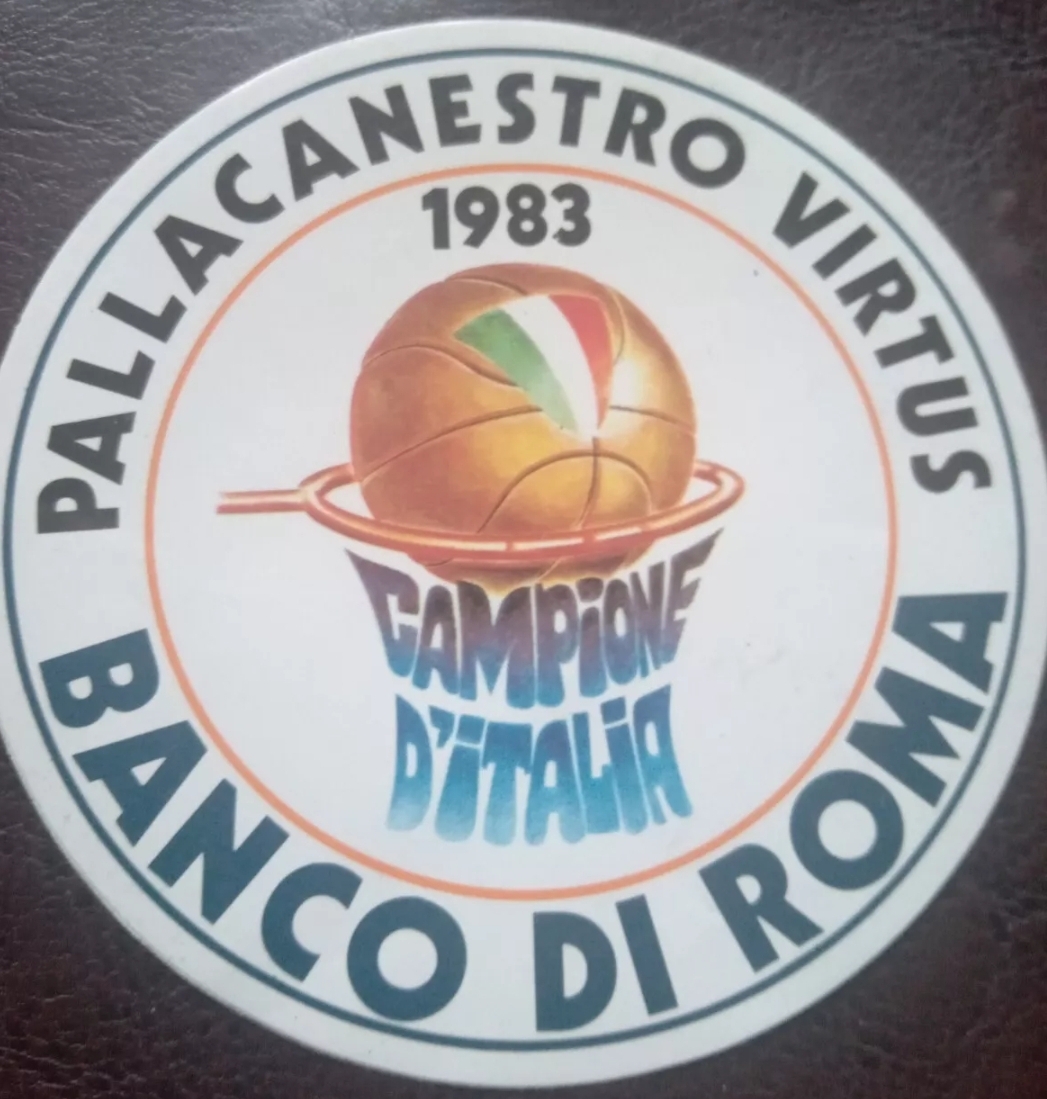 PALLACANESTRO VIRTUS
1983
CAMPIONE
D'ITALIA
BANCO DI ROMA